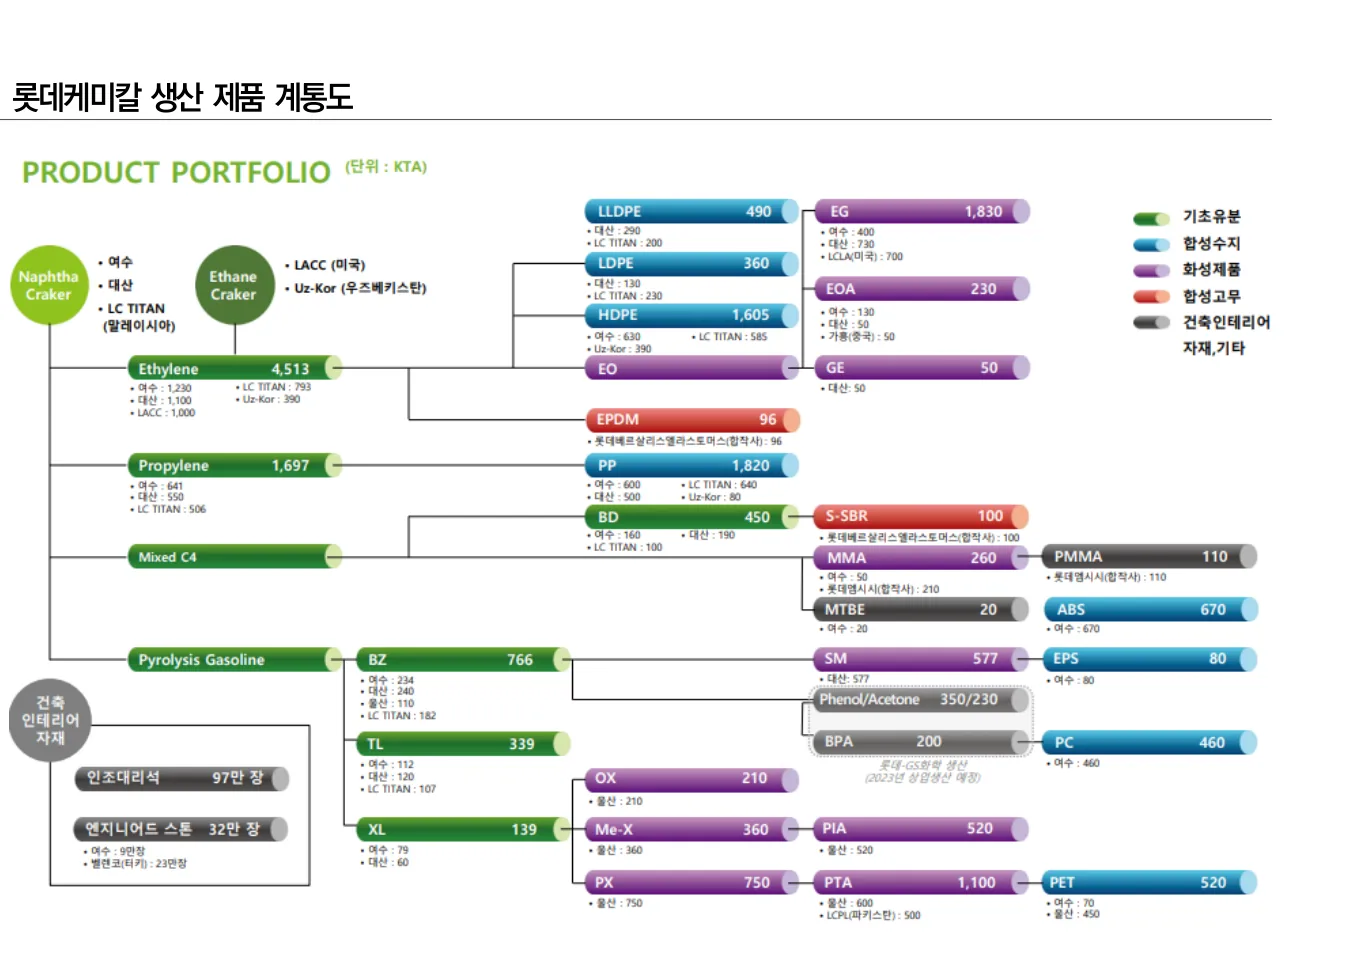 롯데케미칼 생산 제품 계통도
PRODUCT PORTFOLIO (단위 : KTA)
Naphtha
Craker
• 여수
• 대산
• LC TITAN
(말레이시아)
Ethane
Craker
• LACC (미국)
• Uz-Kor (우즈베키스탄)
기초유분
합성수지
화성제품
합성고무
건축인테리어
자재,기타
Ethylene 4,513
• 여수 : 1,230
• 대산 : 1,100
• LACC : 1,000
• LC TITAN : 793
• Uz-Kor : 390
LLDPE 490
• 대산 : 290
• LC TITAN : 200
LDPE 360
• 대산 : 130
• LC TITAN : 230
HDPE 1,605
• 여수 : 630
• Uz-Kor : 390
• LC TITAN : 585
EO
EG 1,830
• 여수 : 400
• 대산 : 730
• LCLA(미국) : 700
EOA 230
• 여수 : 130
• 대산 : 50
• 가흥(중국) : 50
GE 50
• 대산: 50
EPDM 96
• 롯데베르살리스엘라스토머스(합작사) : 96
Propylene 1,697
• 여수 : 641
• 대산 : 550
• LC TITAN : 506
PP 1,820
• 여수 : 600
• 대산 : 500
• LC TITAN : 640
• Uz-Kor : 80
Mixed C4
BD 450
• 여수 : 160
• LC TITAN : 100
• 대산 : 190
S-SBR 100
• 롯데베르살리스엘라스토머스(합작사) : 100
MMA 260
• 여수 : 50
• 롯데엠시시(합작사) : 210
PMMA 110
• 롯데엠시시(합작사) : 110
MTBE 20
• 여수 : 20
ABS 670
• 여수 : 670
Pyrolysis Gasoline
BZ 766
• 여수 : 234
• 대산 : 240
• 울산 : 110
• LC TITAN : 182
SM 577
• 대산: 577
EPS 80
• 여수 : 80
Phenol/Acetone 350/230
BPA 200
롯데-GS화학 생산
(2023년 상업생산 예정)
PC 460
• 여수 : 460
TL 339
• 여수 : 112
• 대산 : 120
• LC TITAN : 107
XL 139
• 여수 : 79
• 대산 : 60
OX 210
• 울산 : 210
Me-X 360
• 울산 : 360
PIA 520
• 울산 : 520
PX 750
• 울산 : 750
PTA 1,100
• 울산 : 600
• LCPL(파키스탄) : 500
PET 520
• 여수 : 70
• 울산 : 450
건축
인테리어
자재
인조대리석 97만 장
엔지니어드 스톤 32만 장
• 여수 : 9만장
• 벨렌코(터키) : 23만장